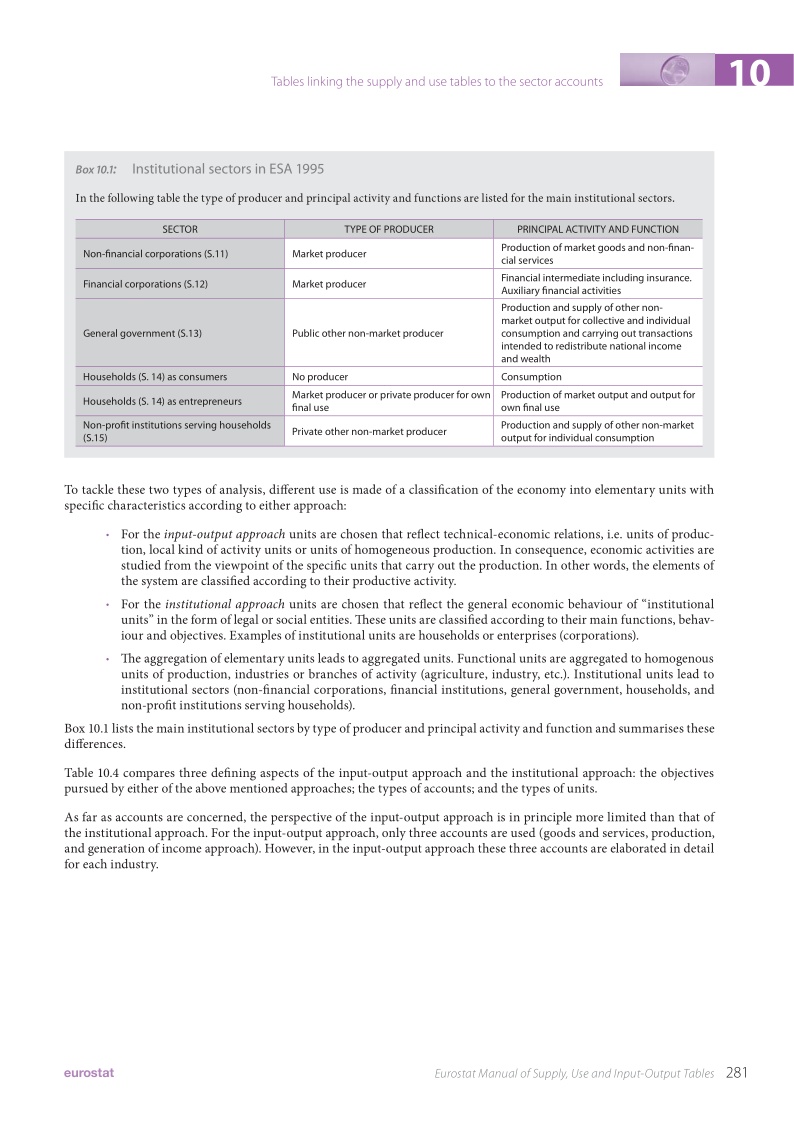 Tables linking the supply and use tables to the sector accounts
10
Box 10.1: Institutional sectors in ESA 1995
In the following table the type of producer and principal activity and functions are listed for the main institutional sectors.
SECTOR TYPE OF PRODUCER PRINCIPAL ACTIVITY AND FUNCTION
Non-financial corporations (S.11) Market producer Production of market goods and non-finan-
cial services
Financial corporations (S.12) Market producer Financial intermediate including insurance.
Auxiliary financial activities
General government (S.13) Public other non-market producer Production and supply of other non-
market output for collective and individual
consumption and carrying out transactions
intended to redistribute national income
and wealth
Households (S. 14) as consumers No producer Consumption
Households (S. 14) as entrepreneurs Market producer or private producer for own
final use Production of market output and output for
own final use
Non-profit institutions serving households
(S.15) Private other non-market producer Production and supply of other non-market
output for individual consumption
To tackle these two types of analysis, different use is made of a classification of the economy into elementary units with
specific characteristics according to either approach:
• For the input-output approach units are chosen that reflect technical-economic relations, i.e. units of produc-
tion, local kind of activity units or units of homogeneous production. In consequence, economic activities are
studied from the viewpoint of the specific units that carry out the production. In other words, the elements of
the system are classified according to their productive activity.
• For the institutional approach units are chosen that reflect the general economic behaviour of “institutional
units” in the form of legal or social entities. These units are classified according to their main functions, behav-
iour and objectives. Examples of institutional units are households or enterprises (corporations).
• The aggregation of elementary units leads to aggregated units. Functional units are aggregated to homogenous
units of production, industries or branches of activity (agriculture, industry, etc.). Institutional units lead to
institutional sectors (non-financial corporations, financial institutions, general government, households, and
non-profit institutions serving households).
Box 10.1 lists the main institutional sectors by type of producer and principal activity and function and summarises these
differences.
Table 10.4 compares three defining aspects of the input-output approach and the institutional approach: the objectives
pursued by either of the above mentioned approaches; the types of accounts; and the types of units.
As far as accounts are concerned, the perspective of the input-output approach is in principle more limited than that of
the institutional approach. For the input-output approach, only three accounts are used (goods and services, production,
and generation of income approach). However, in the input-output approach these three accounts are elaborated in detail
for each industry.
eurostat
Eurostat Manual of Supply, Use and Input-Output Tables 281